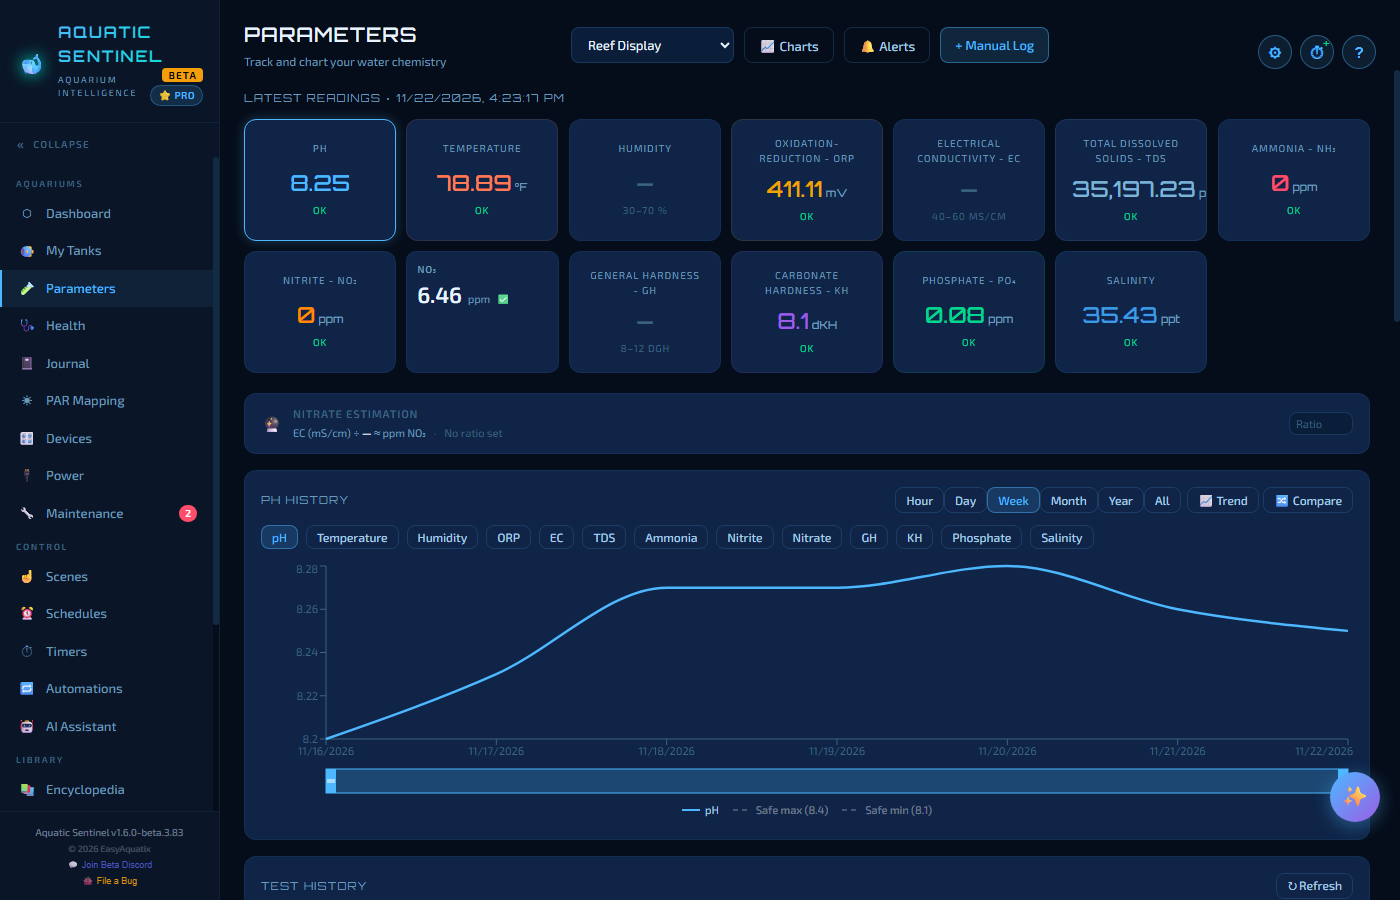 AQUATIC
SENTINEL
AQUARIUM
INTELLIGENCE
BETA
⭐ PRO
« COLLAPSE
AQUARIUMS
Dashboard
My Tanks
Parameters
Health
Journal
PAR Mapping
Devices
Power
Maintenance 2
CONTROL
Scenes
Schedules
Timers
Automations
AI Assistant
LIBRARY
Encyclopedia
Aquatic Sentinel v1.6.0-beta.3.83
© 2026 EasyAquatix
Join Beta Discord
File a Bug
PARAMETERS
Track and chart your water chemistry
Reef Display
Charts
Alerts
+ Manual Log
?
LATEST READINGS • 11/22/2026, 4:23:17 PM
PH
8.25
OK
TEMPERATURE
78.89 °F
OK
HUMIDITY
—
30–70 %
OXIDATION-
REDUCTION - ORP
411.11 mV
OK
ELECTRICAL
CONDUCTIVITY - EC
—
40–60 MS/CM
TOTAL DISSOLVED
SOLIDS - TDS
35,197.23 p
OK
AMMONIA - NH₃
0 ppm
OK
NITRITE - NO₂
0 ppm
OK
NO₃
6.46 ppm ✅
GENERAL HARDNESS
- GH
—
8–12 DGH
CARBONATE
HARDNESS - KH
8.1 dKH
OK
PHOSPHATE - PO₄
0.08 ppm
OK
SALINITY
35.43 ppt
OK
NITRATE ESTIMATION
EC (mS/cm) ÷ — ≈ ppm NO₃ · No ratio set
Ratio
PH HISTORY
Hour Day Week Month Year All Trend Compare
pH Temperature Humidity ORP EC TDS Ammonia Nitrite Nitrate GH KH Phosphate Salinity
8.28
8.26
8.24
8.22
8.2
11/16/2026 11/17/2026 11/18/2026 11/19/2026 11/20/2026 11/21/2026 11/22/2026
pH Safe max (8.4) Safe min (8.1)
TEST HISTORY
↻ Refresh